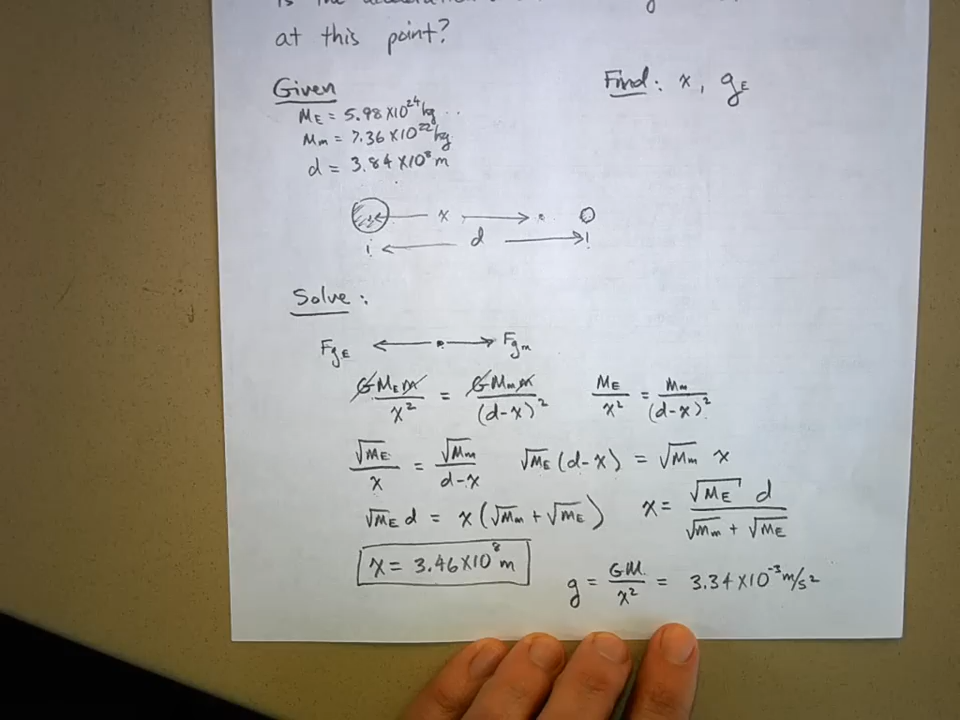 is the
at this point?
Given
Find: x, gE
ME = 5.98 x10^24 kg
Mm = 7.36 x10^22 kg
d = 3.84 x10^8 m
x
d
Solve:
FgE FgM
GMEm/x² = GMmm/(d-x)² ME/x² = Mm/(d-x)²
√ME/x = √Mm/(d-x) √ME (d-x) = √Mm x
√ME d = x(√Mm + √ME) x = √ME d/(√Mm + √ME)
x = 3.46 x10^8 m
g = GM/x² = 3.34 x10^-3 m/s²